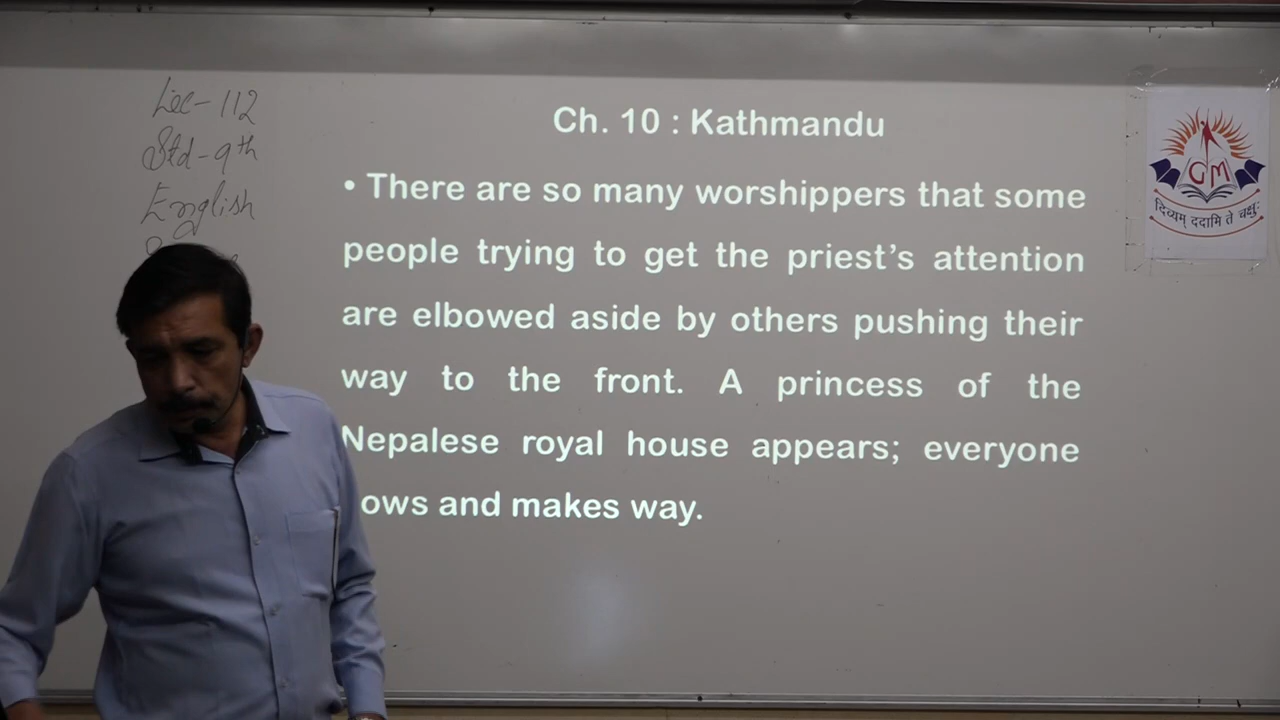 Lec-112
Std-9th
English
Ch. 10 : Kathmandu
• There are so many worshippers that some
people trying to get the priest's attention
are elbowed aside by others pushing their
way to the front. A princess of the
Nepalese royal house appears; everyone
ows and makes way.
GM
दिव्यम् ददामि ते चक्षुः